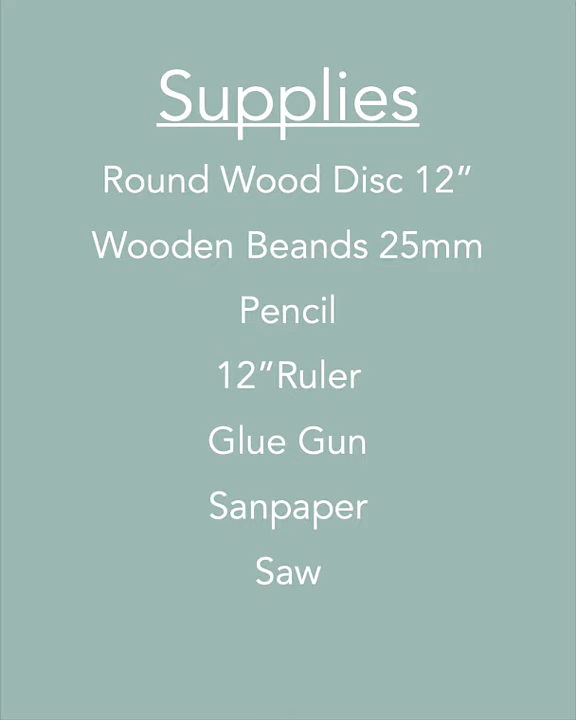 Supplies
Round Wood Disc 12”
Wooden Beands 25mm
Pencil
12”Ruler
Glue Gun
Sanpaper
Saw